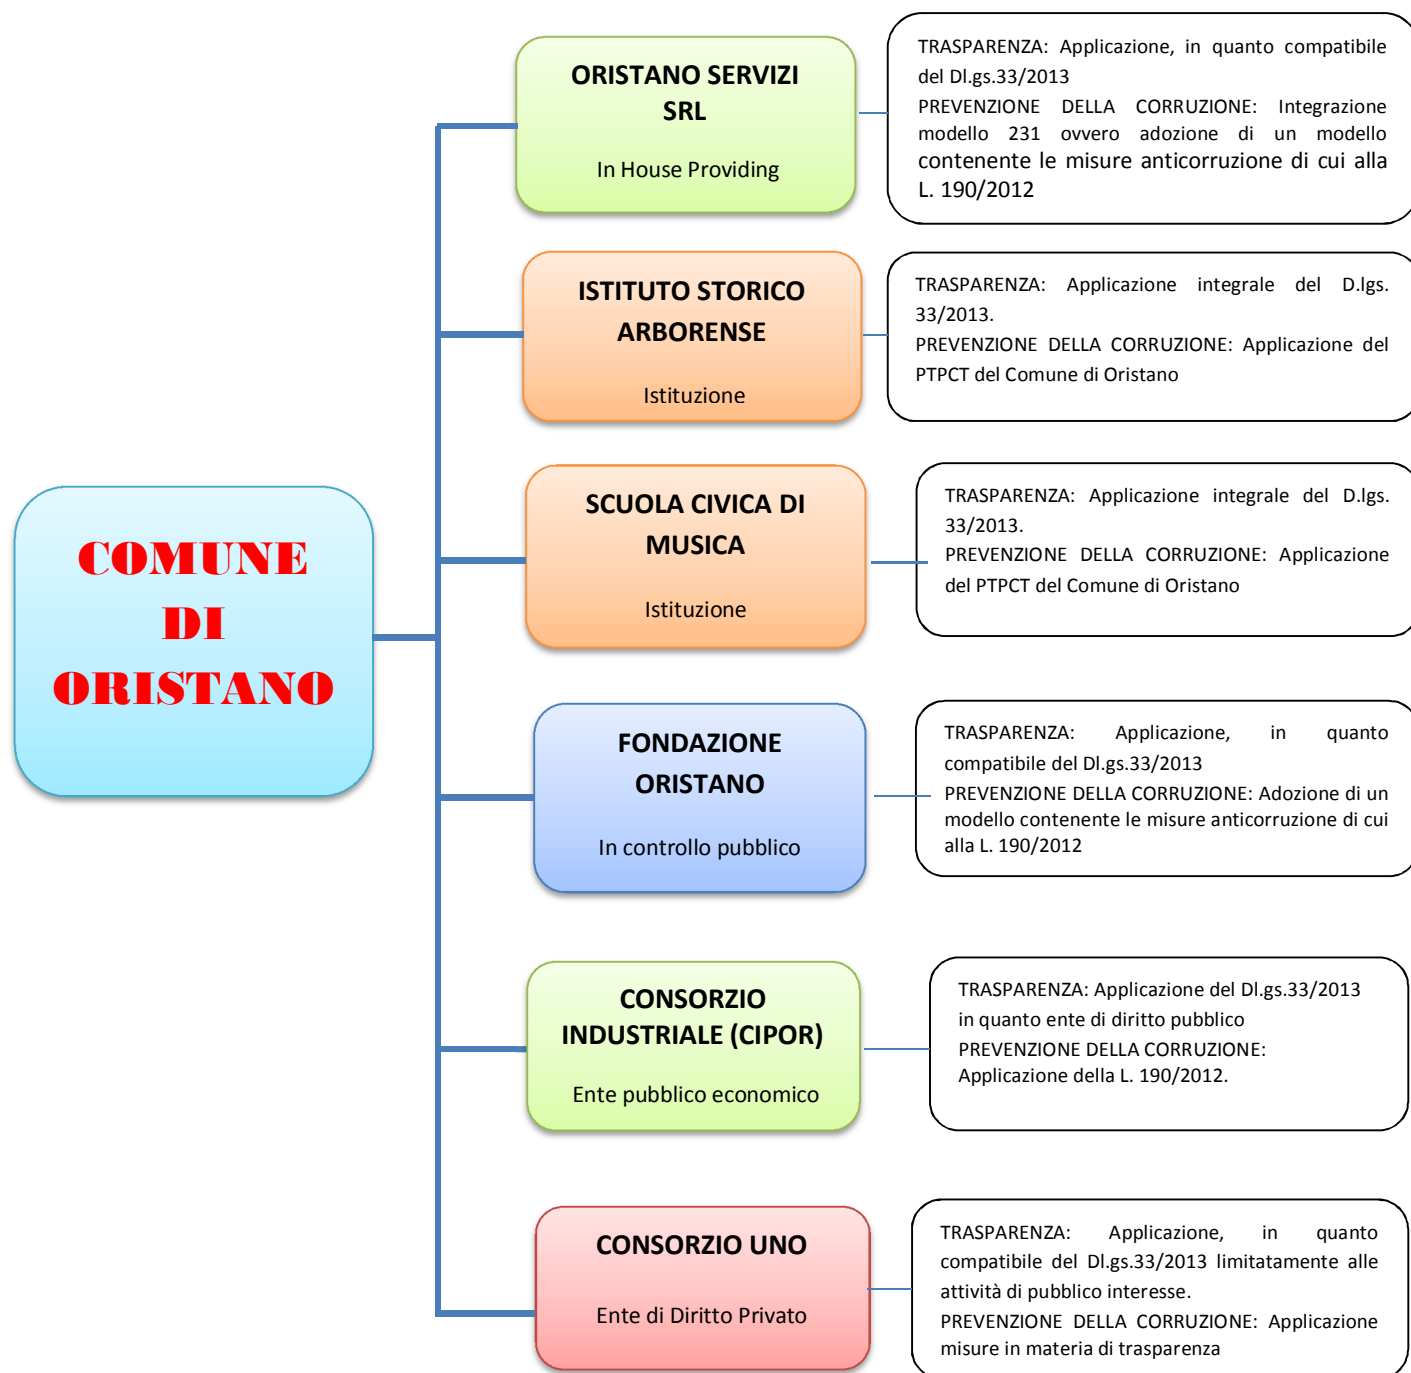 COMUNE
DI
ORISTANO
ORISTANO SERVIZI
SRL
In House Providing
TRASPARENZA: Applicazione, in quanto compatibile
del Dl.gs.33/2013
PREVENZIONE DELLA CORRUZIONE: Integrazione
modello 231 ovvero adozione di un modello
contenente le misure anticorruzione di cui alla
L. 190/2012
ISTITUTO STORICO
ARBORENSE
Istituzione
TRASPARENZA: Applicazione integrale del D.lgs.
33/2013.
PREVENZIONE DELLA CORRUZIONE: Applicazione del
PTPCT del Comune di Oristano
SCUOLA CIVICA DI
MUSICA
Istituzione
TRASPARENZA: Applicazione integrale del D.lgs.
33/2013.
PREVENZIONE DELLA CORRUZIONE: Applicazione
del PTPCT del Comune di Oristano
FONDAZIONE
ORISTANO
In controllo pubblico
TRASPARENZA: Applicazione, in quanto
compatibile del Dl.gs.33/2013
PREVENZIONE DELLA CORRUZIONE: Adozione di un
modello contenente le misure anticorruzione di cui
alla L. 190/2012
CONSORZIO
INDUSTRIALE (CIPOR)
Ente pubblico economico
TRASPARENZA: Applicazione del Dl.gs.33/2013
in quanto ente di diritto pubblico
PREVENZIONE DELLA CORRUZIONE:
Applicazione della L. 190/2012.
CONSORZIO UNO
Ente di Diritto Privato
TRASPARENZA: Applicazione, in quanto
compatibile del Dl.gs.33/2013 limitatamente alle
attività di pubblico interesse.
PREVENZIONE DELLA CORRUZIONE: Applicazione
misure in materia di trasparenza